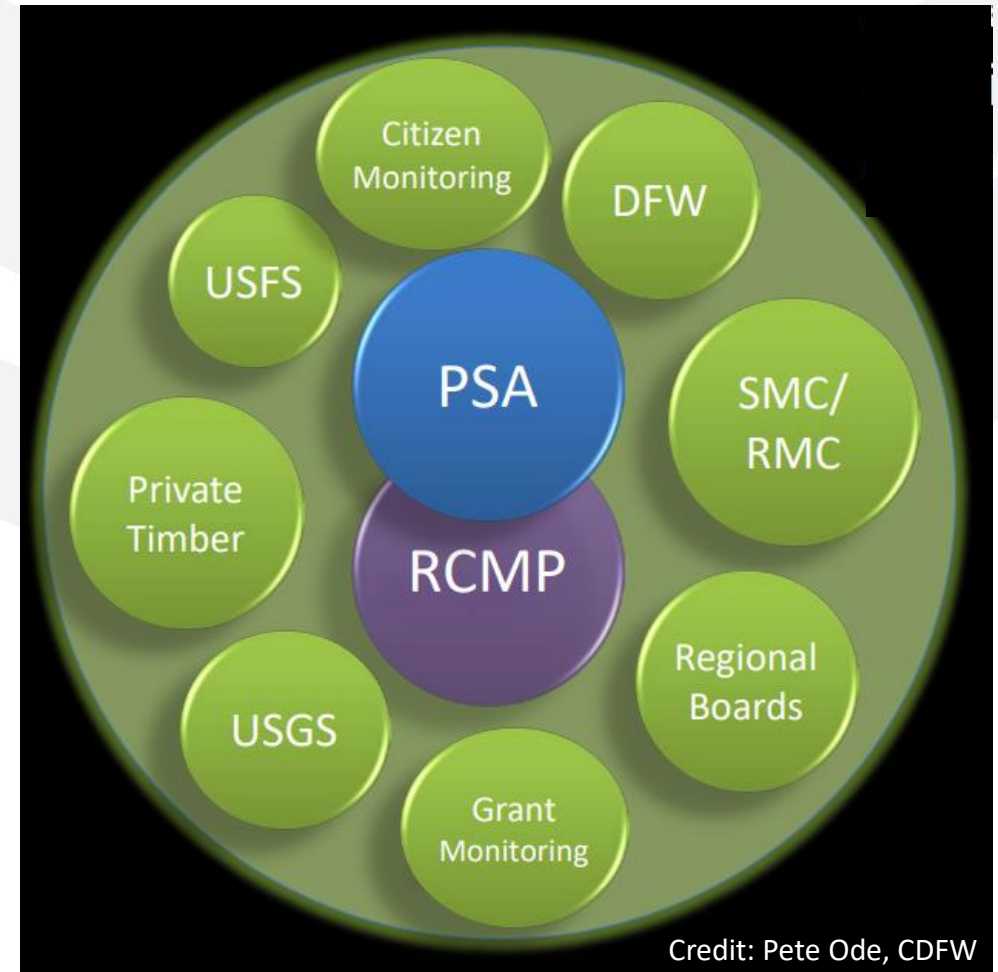 Citizen
Monitoring
DFW
USFS
PSA
SMC/
RMC
Private
Timber
RCMP
Regional
Boards
USGS
Grant
Monitoring
Credit: Pete Ode, CDFW